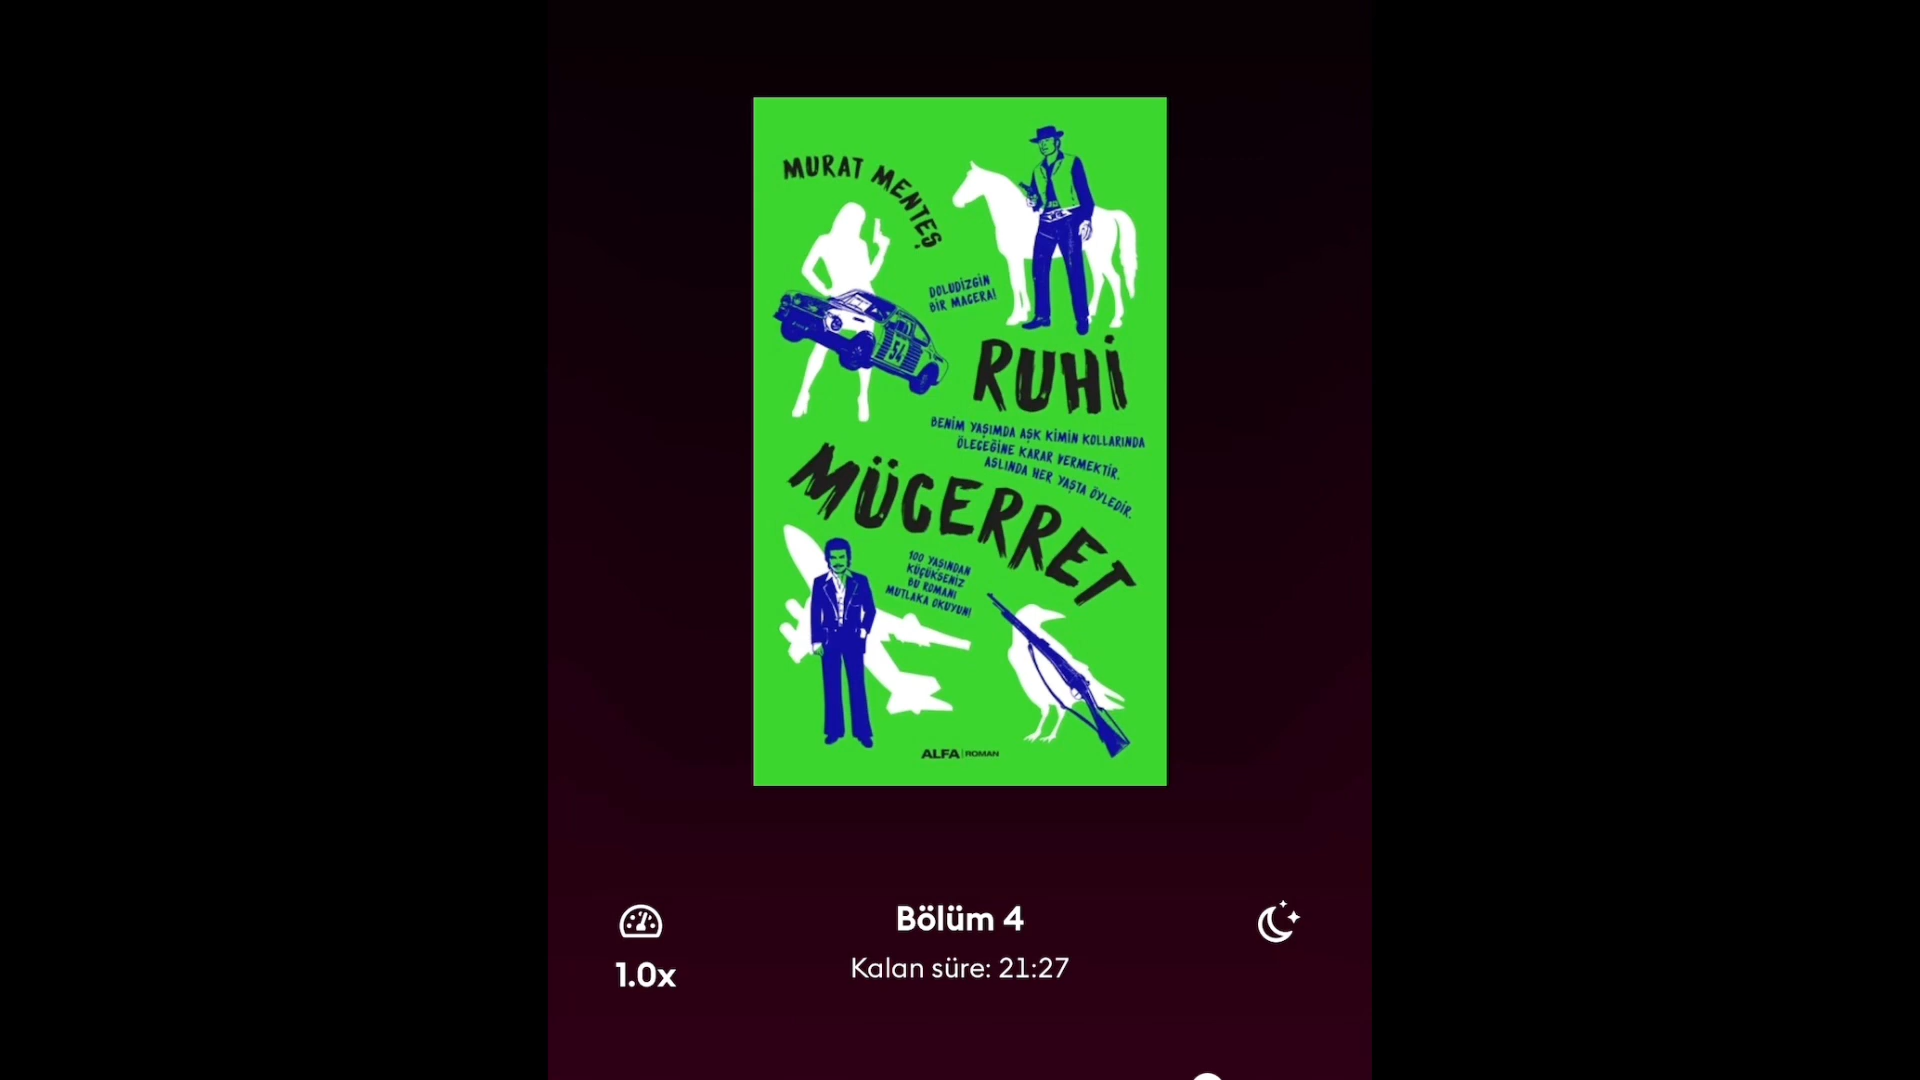 MURAT MENTEŞ
DOLUDİZGİN
BİR MACERA!
54
RUHİ
BENİM YAŞIMDA AŞK KİMİN KOLLARINDA
ÖLECEĞİNE KARAR VERMEKTİR.
ASLINDA HER YAŞTA ÖYLEDİR.
MÜCERRET
100 YAŞINDAN
KÜÇÜKSENİZ
BU ROMANI
MUTLAKA OKUYUN!
ALFA | ROMAN
Bölüm 4
Kalan süre: 21:27
1.0x